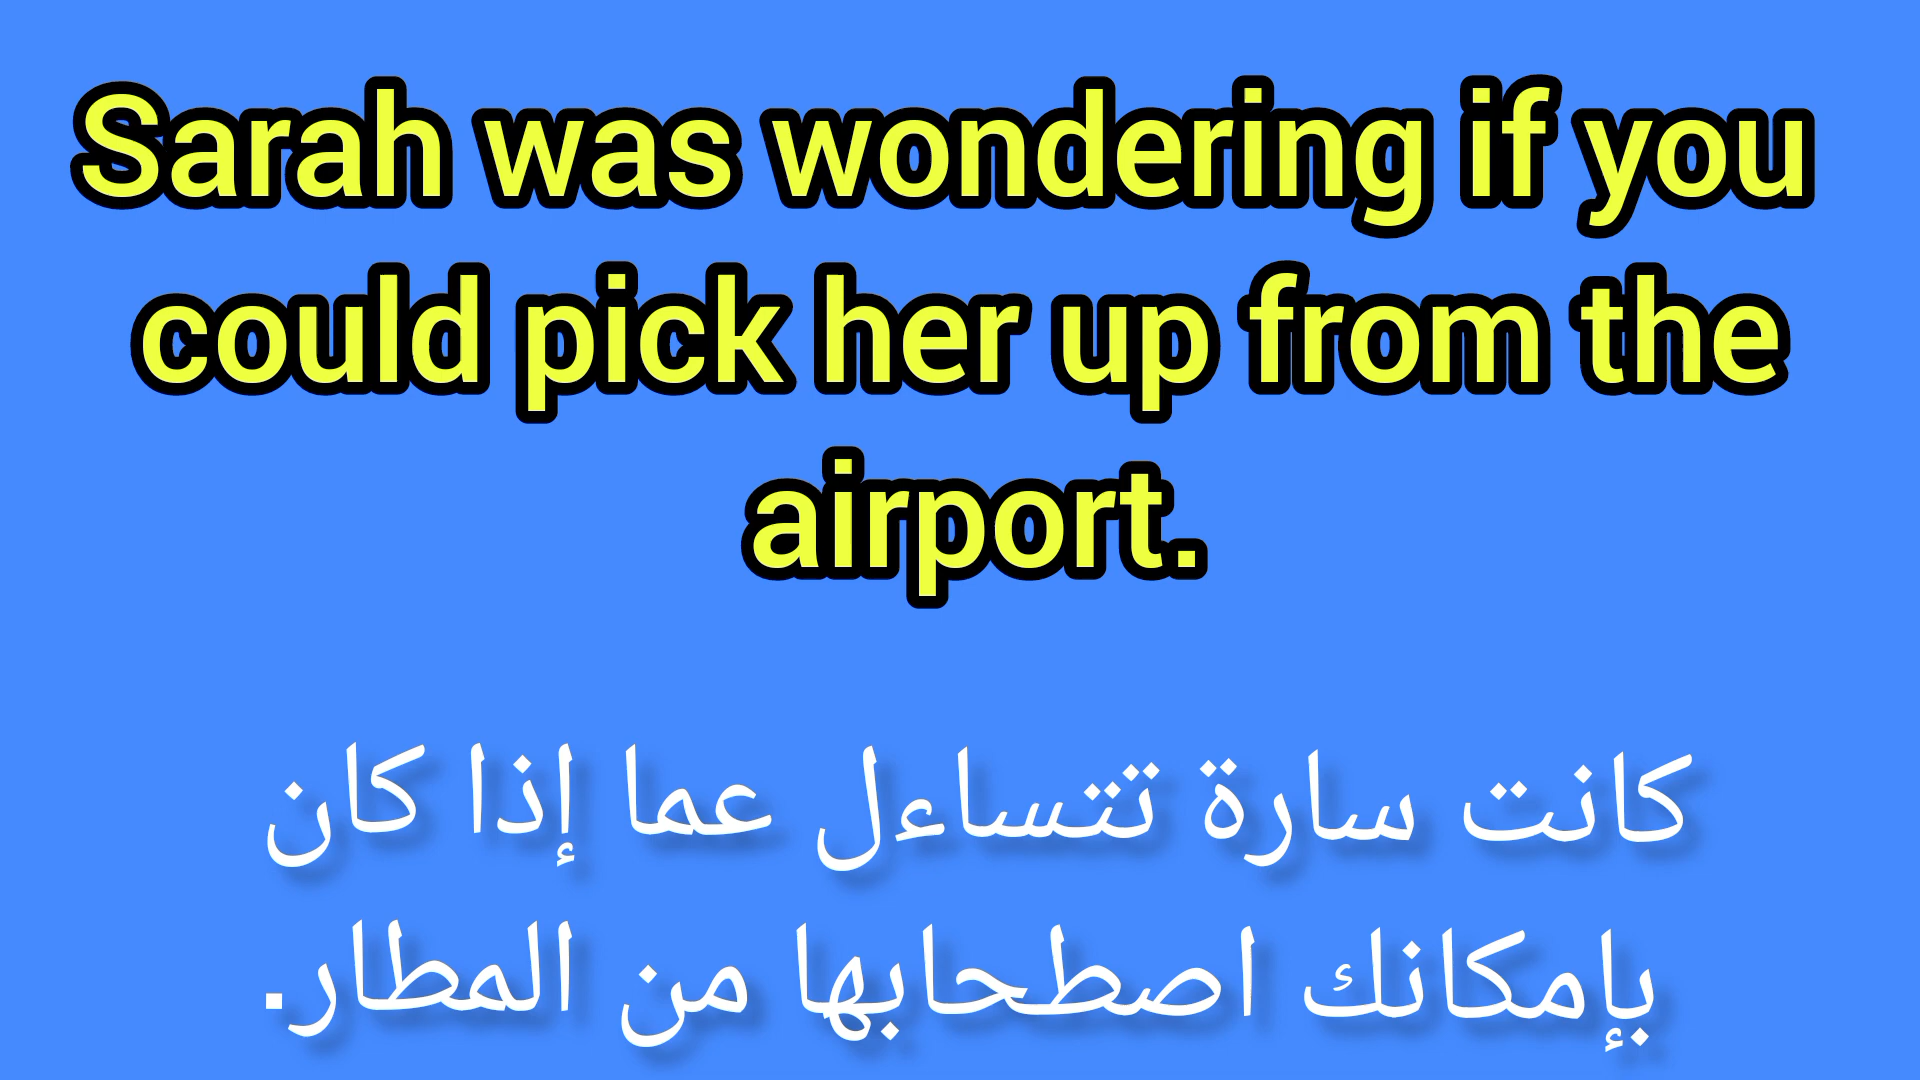 Sarah was wondering if you
could pick her up from the
airport.
كانت سارة تتساءل عما إذا كان
بإمكانك اصطحابها من المطار.